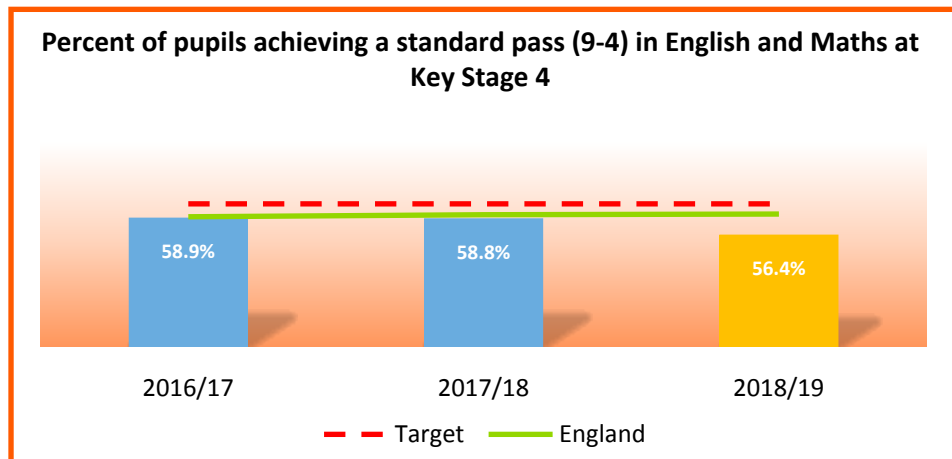 Percent of pupils achieving a standard pass (9-4) in English and Maths at
Key Stage 4
58.9%
58.8%
56.4%
2016/17
2017/18
2018/19
Target
England